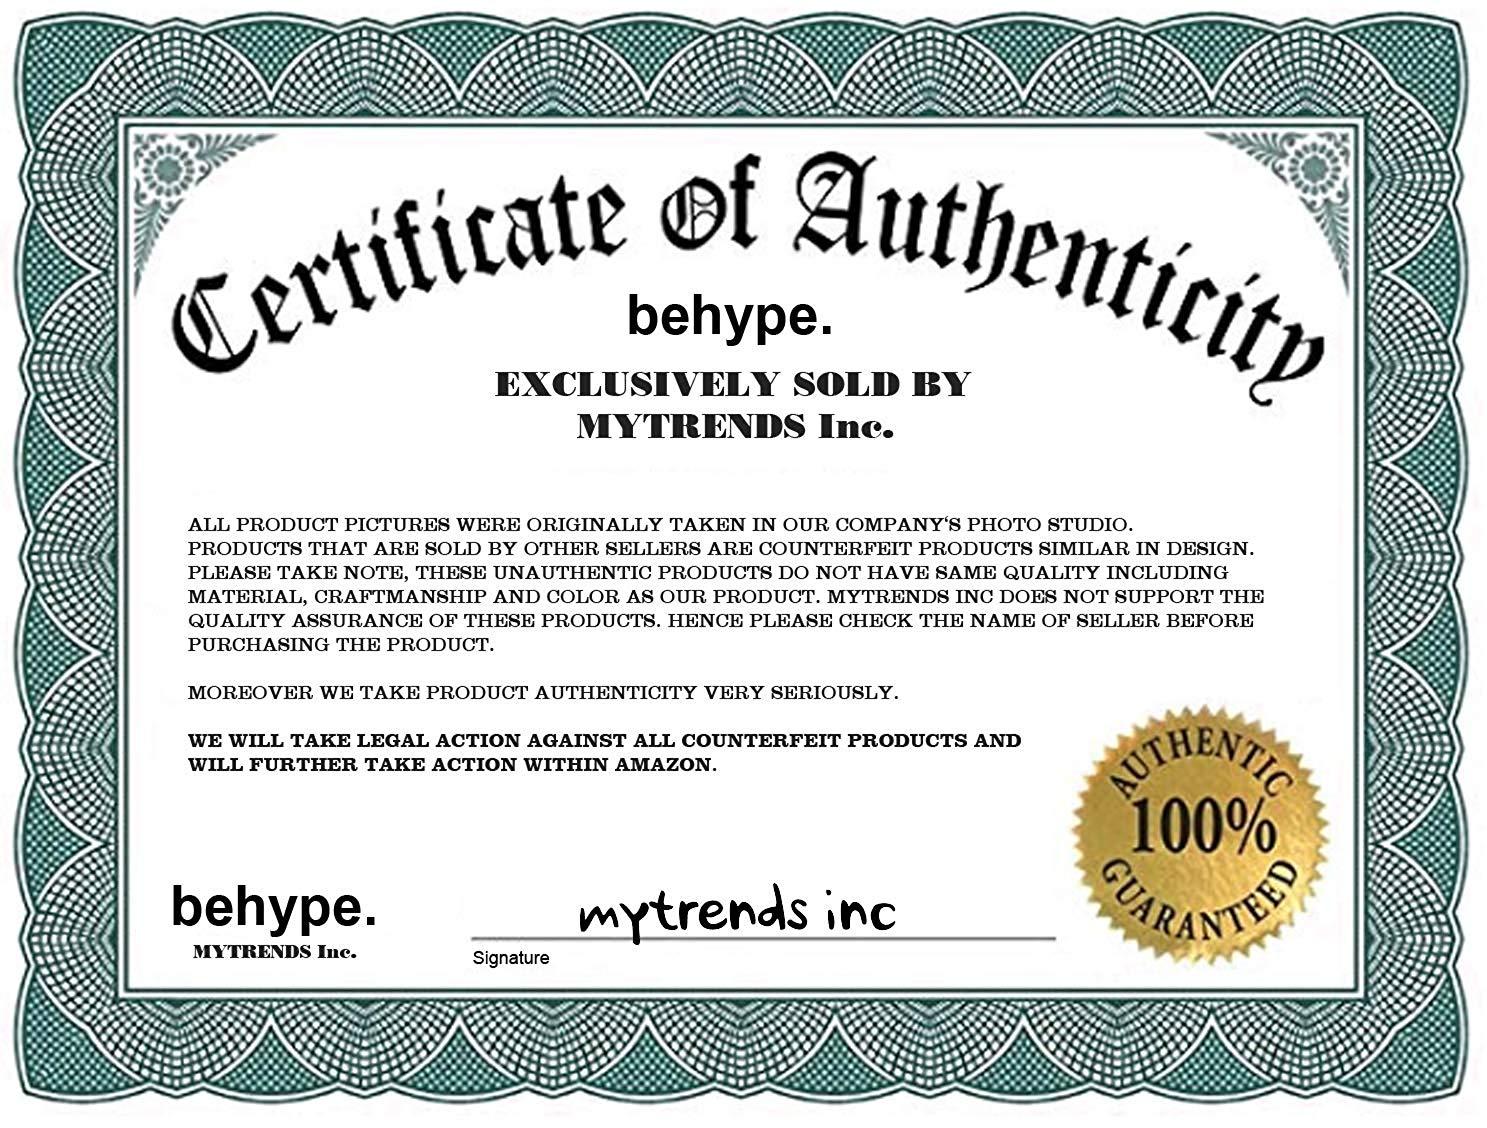 Certificate of Authenticity
behype.
EXCLUSIVELY SOLD BY
MYTRENDS Inc.
ALL PRODUCT PICTURES WERE ORIGINALLY TAKEN IN OUR COMPANY‘S PHOTO STUDIO.
PRODUCTS THAT ARE SOLD BY OTHER SELLERS ARE COUNTERFEIT PRODUCTS SIMILAR IN DESIGN.
PLEASE TAKE NOTE, THESE UNAUTHENTIC PRODUCTS DO NOT HAVE SAME QUALITY INCLUDING
MATERIAL, CRAFTMANSHIP AND COLOR AS OUR PRODUCT. MYTRENDS INC DOES NOT SUPPORT THE
QUALITY ASSURANCE OF THESE PRODUCTS. HENCE PLEASE CHECK THE NAME OF SELLER BEFORE
PURCHASING THE PRODUCT.
MOREOVER WE TAKE PRODUCT AUTHENTICITY VERY SERIOUSLY.
WE WILL TAKE LEGAL ACTION AGAINST ALL COUNTERFEIT PRODUCTS AND
WILL FURTHER TAKE ACTION WITHIN AMAZON.
AUTHENTIC
100%
GUARANTEED
behype.
MYTRENDS Inc.
mytrends inc
Signature